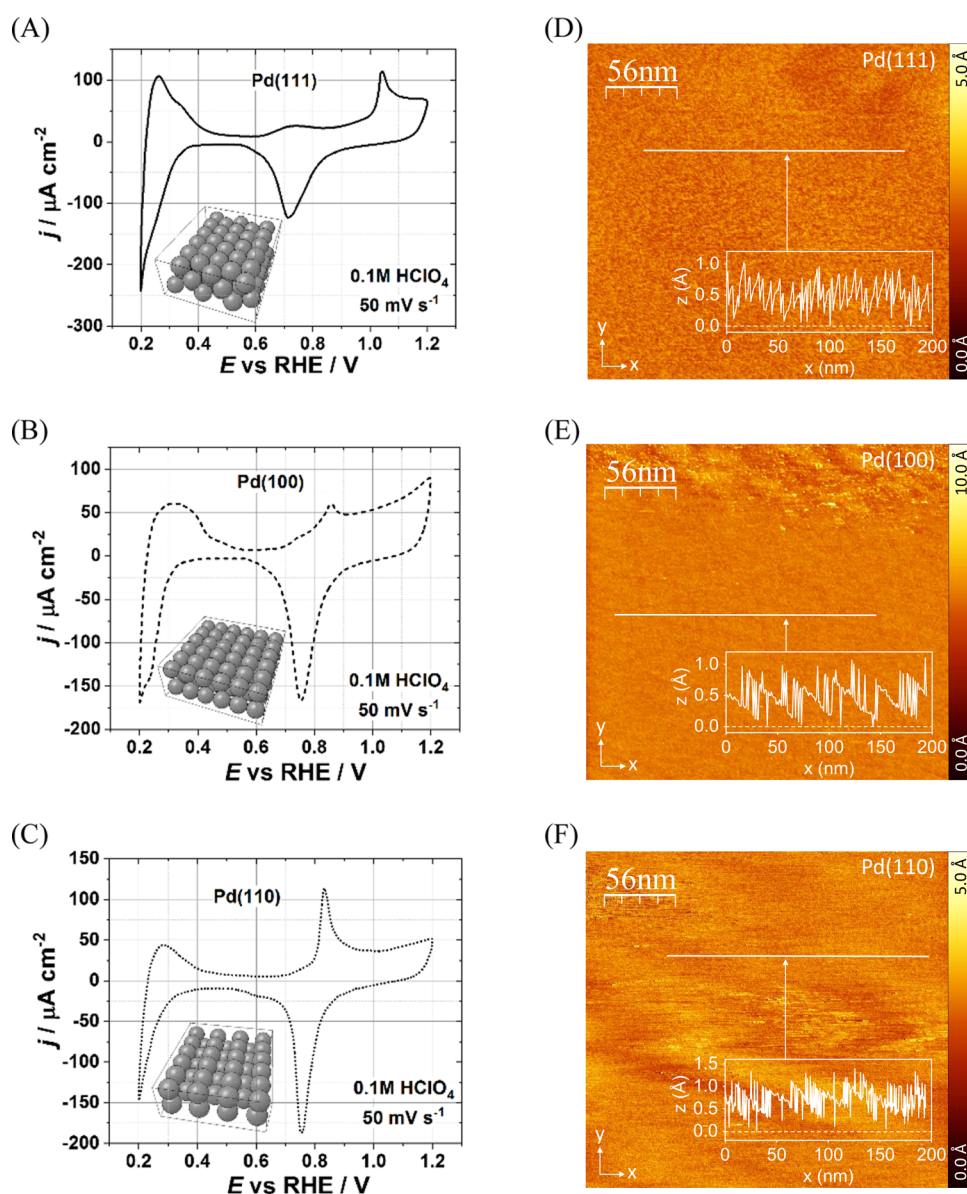 (A)
100
0
-100
-200
-300
j / µA cm⁻²
Pd(111)
0.1M HClO₄
50 mV s⁻¹
0.2 0.4 0.6 0.8 1.0 1.2
E vs RHE / V
(D)
56nm
Pd(111)
5.0 Å
0.0 Å
z (Å)
1.0
0.5
0.0
0 50 100 150 200
x (nm)
y
x
(B)
100
50
0
-50
-100
-150
-200
j / µA cm⁻²
Pd(100)
0.1M HClO₄
50 mV s⁻¹
0.2 0.4 0.6 0.8 1.0 1.2
E vs RHE / V
(E)
56nm
Pd(100)
10.0 Å
0.0 Å
z (Å)
1.0
0.5
0.0
0 50 100 150 200
x (nm)
y
x
(C)
150
100
50
0
-50
-100
-150
-200
j / µA cm⁻²
Pd(110)
0.1M HClO₄
50 mV s⁻¹
0.2 0.4 0.6 0.8 1.0 1.2
E vs RHE / V
(F)
56nm
Pd(110)
5.0 Å
0.0 Å
z (Å)
1.5
1.0
0.5
0.0
0 50 100 150 200
x (nm)
y
x